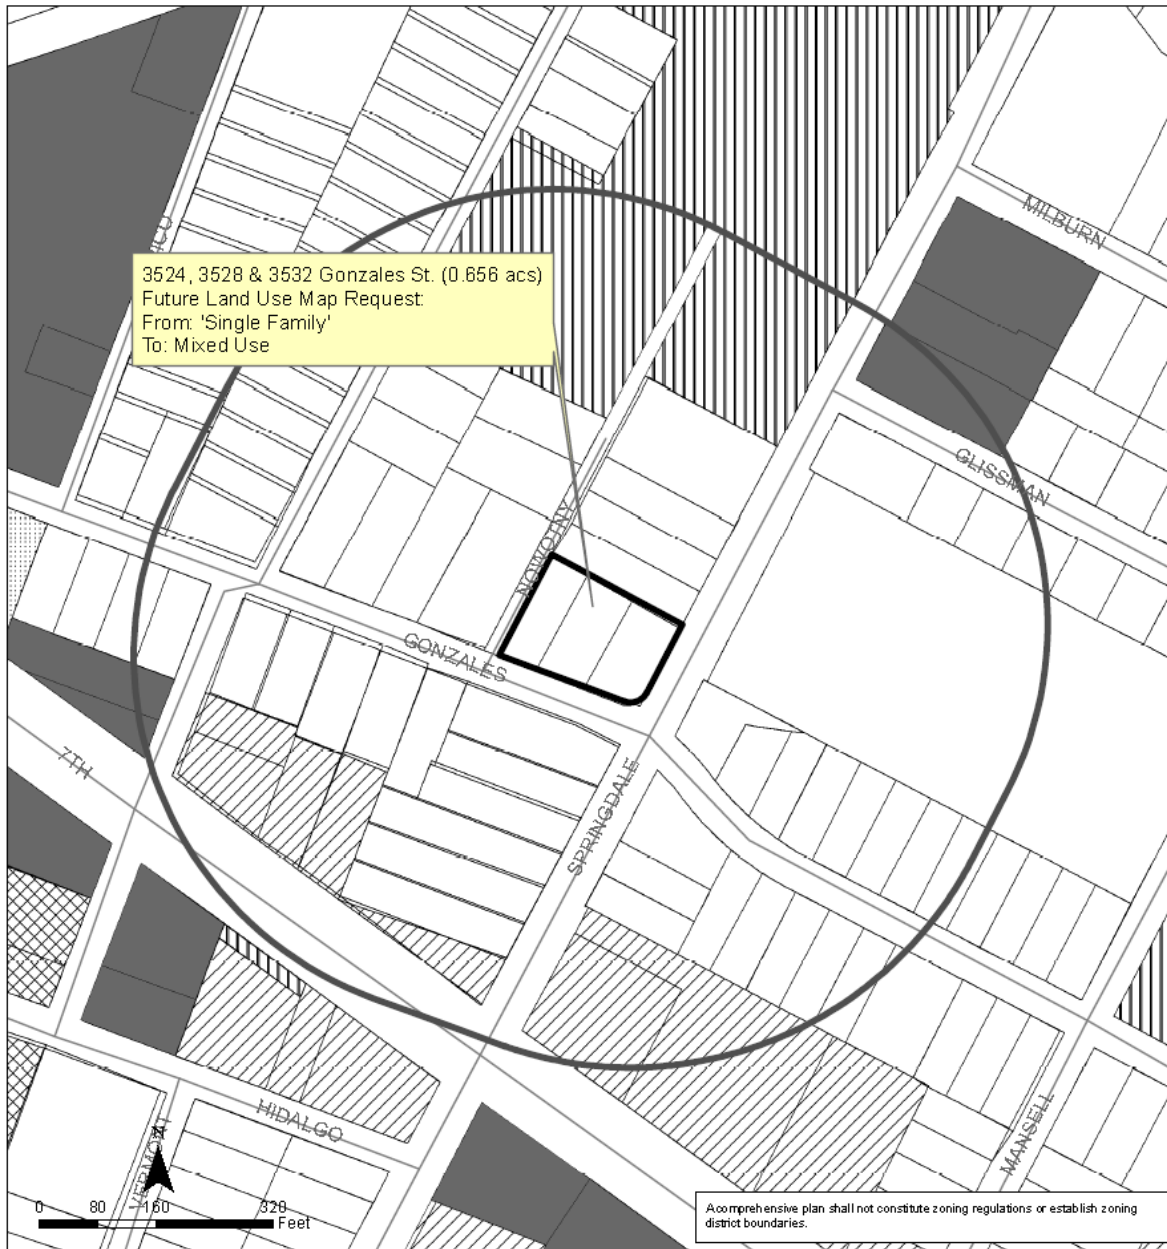 MILBURN
3524, 3528 & 3532 Gonzales St. (0.656 acs)
Future Land Use Map Request:
From: 'Single Family'
To: Mixed Use
GLISSMAN
NOWOTNY
GONZALES
7TH
SPRINGDALE
HIDALGO
MANSELL
VERMONT
N
0 80 160 320
Feet
Acomprehensive plan shall not constitute zoning regulations or establish zoning
district boundaries.